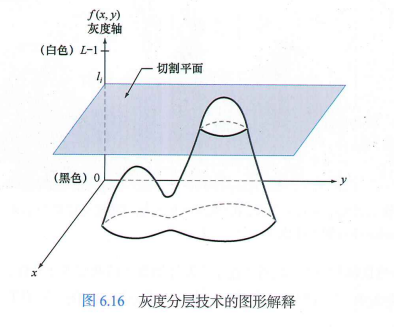 f(x, y)
灰度轴
(白色) L-1
l_i
切割平面
(黑色) 0
y
x
图 6.16 灰度分层技术的图形解释